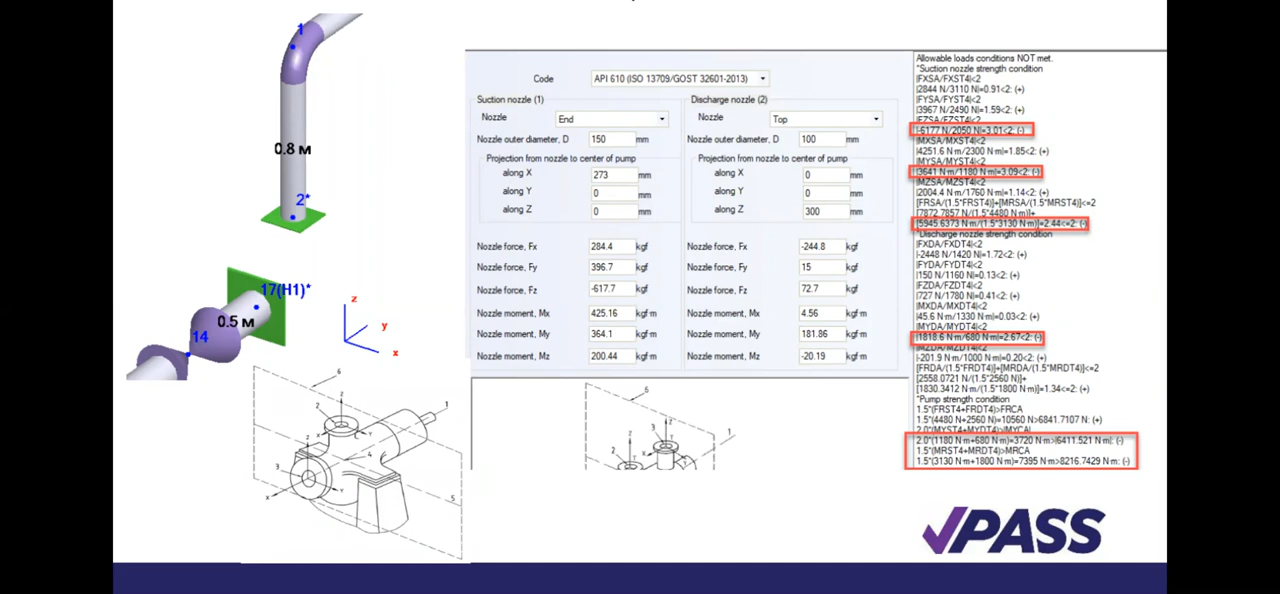 1
0.8 м
2*
17(H1)*
0.5 м
14
z
y
x
Code
API 610 (ISO 13709/GOST 32601-2013)
Suction nozzle (1)
Nozzle
End
Nozzle outer diameter, D
150
mm
Projection from nozzle to center of pump
along X
273
mm
along Y
0
mm
along Z
0
mm
Nozzle force, Fx
284.4
kgf
Nozzle force, Fy
396.7
kgf
Nozzle force, Fz
-617.7
kgf
Nozzle moment, Mx
425.16
kgf·m
Nozzle moment, My
364.1
kgf·m
Nozzle moment, Mz
200.44
kgf·m
Discharge nozzle (2)
Nozzle
Top
Nozzle outer diameter, D
100
mm
Projection from nozzle to center of pump
along X
0
mm
along Y
0
mm
along Z
300
mm
Nozzle force, Fx
-244.8
kgf
Nozzle force, Fy
15
kgf
Nozzle force, Fz
72.7
kgf
Nozzle moment, Mx
4.56
kgf·m
Nozzle moment, My
181.86
kgf·m
Nozzle moment, Mz
-20.19
kgf·m
Allowable loads conditions NOT met.
*Suction nozzle strength condition
|FXSA/FXST4|<2
|2844 N/3110 N|=0.91<2: (+)
|FYSA/FYST4|<2
|3967 N/2490 N|=1.59<2: (+)
|FZSA/FZST4|<2
|-6177 N/2050 N|=3.01<2: (-)
|MXSA/MXST4|<2
|4251.6 N·m/2300 N·m|=1.85<2: (+)
|MYSA/MYST4|<2
|3641 N·m/1180 N·m|=3.09<2: (-)
|MZSA/MZST4|<2
|2004.4 N·m/1760 N·m|=1.14<2: (+)
[FRSA/(1.5*FRST4)]+[MRSA/(1.5*MRST4)]<=2
[7872.7857 N/(1.5*4480 N·m)]+
[5945.6373 N·m/(1.5*3130 N·m)]=2.44<=2: (-)
*Discharge nozzle strength condition
|FXDA/FXDT4|<2
|-2448 N/1420 N|=1.72<2: (+)
|FYDA/FYDT4|<2
|150 N/1160 N|=0.13<2: (+)
|FZDA/FZDT4|<2
|727 N/1780 N|=0.41<2: (+)
|MXDA/MXDT4|<2
|45.6 N·m/1330 N·m|=0.03<2: (+)
|MYDA/MYDT4|<2
|1818.6 N·m/680 N·m|=2.67<2: (-)
|MZDA/MZDT4|<2
|-201.9 N·m/1000 N·m|=0.20<2: (+)
[FRDA/(1.5*FRDT4)]+[MRDA/(1.5*MRDT4)]<=2
[2558.0721 N/(1.5*2560 N)]+
[1830.3412 N·m/(1.5*1800 N·m)]=1.34<=2: (+)
*Pump strength condition
1.5*(FRST4+FRDT4)>FRCA
1.5*(4480 N+2560 N)=10560 N>6841.7107 N: (+)
2.0*(MYST4+MYDT4)>|MYCA|
2.0*(1180 N·m+680 N·m)=3720 N·m>|6411.521 N·m|: (-)
1.5*(MRST4+MRDT4)>MRCA
1.5*(3130 N·m+1800 N·m)=7395 N·m>8216.7429 N·m: (-)
6
1
2
z
x
Y
z
3
4
x
Y
5
6
1
2
z
3
z
PASS